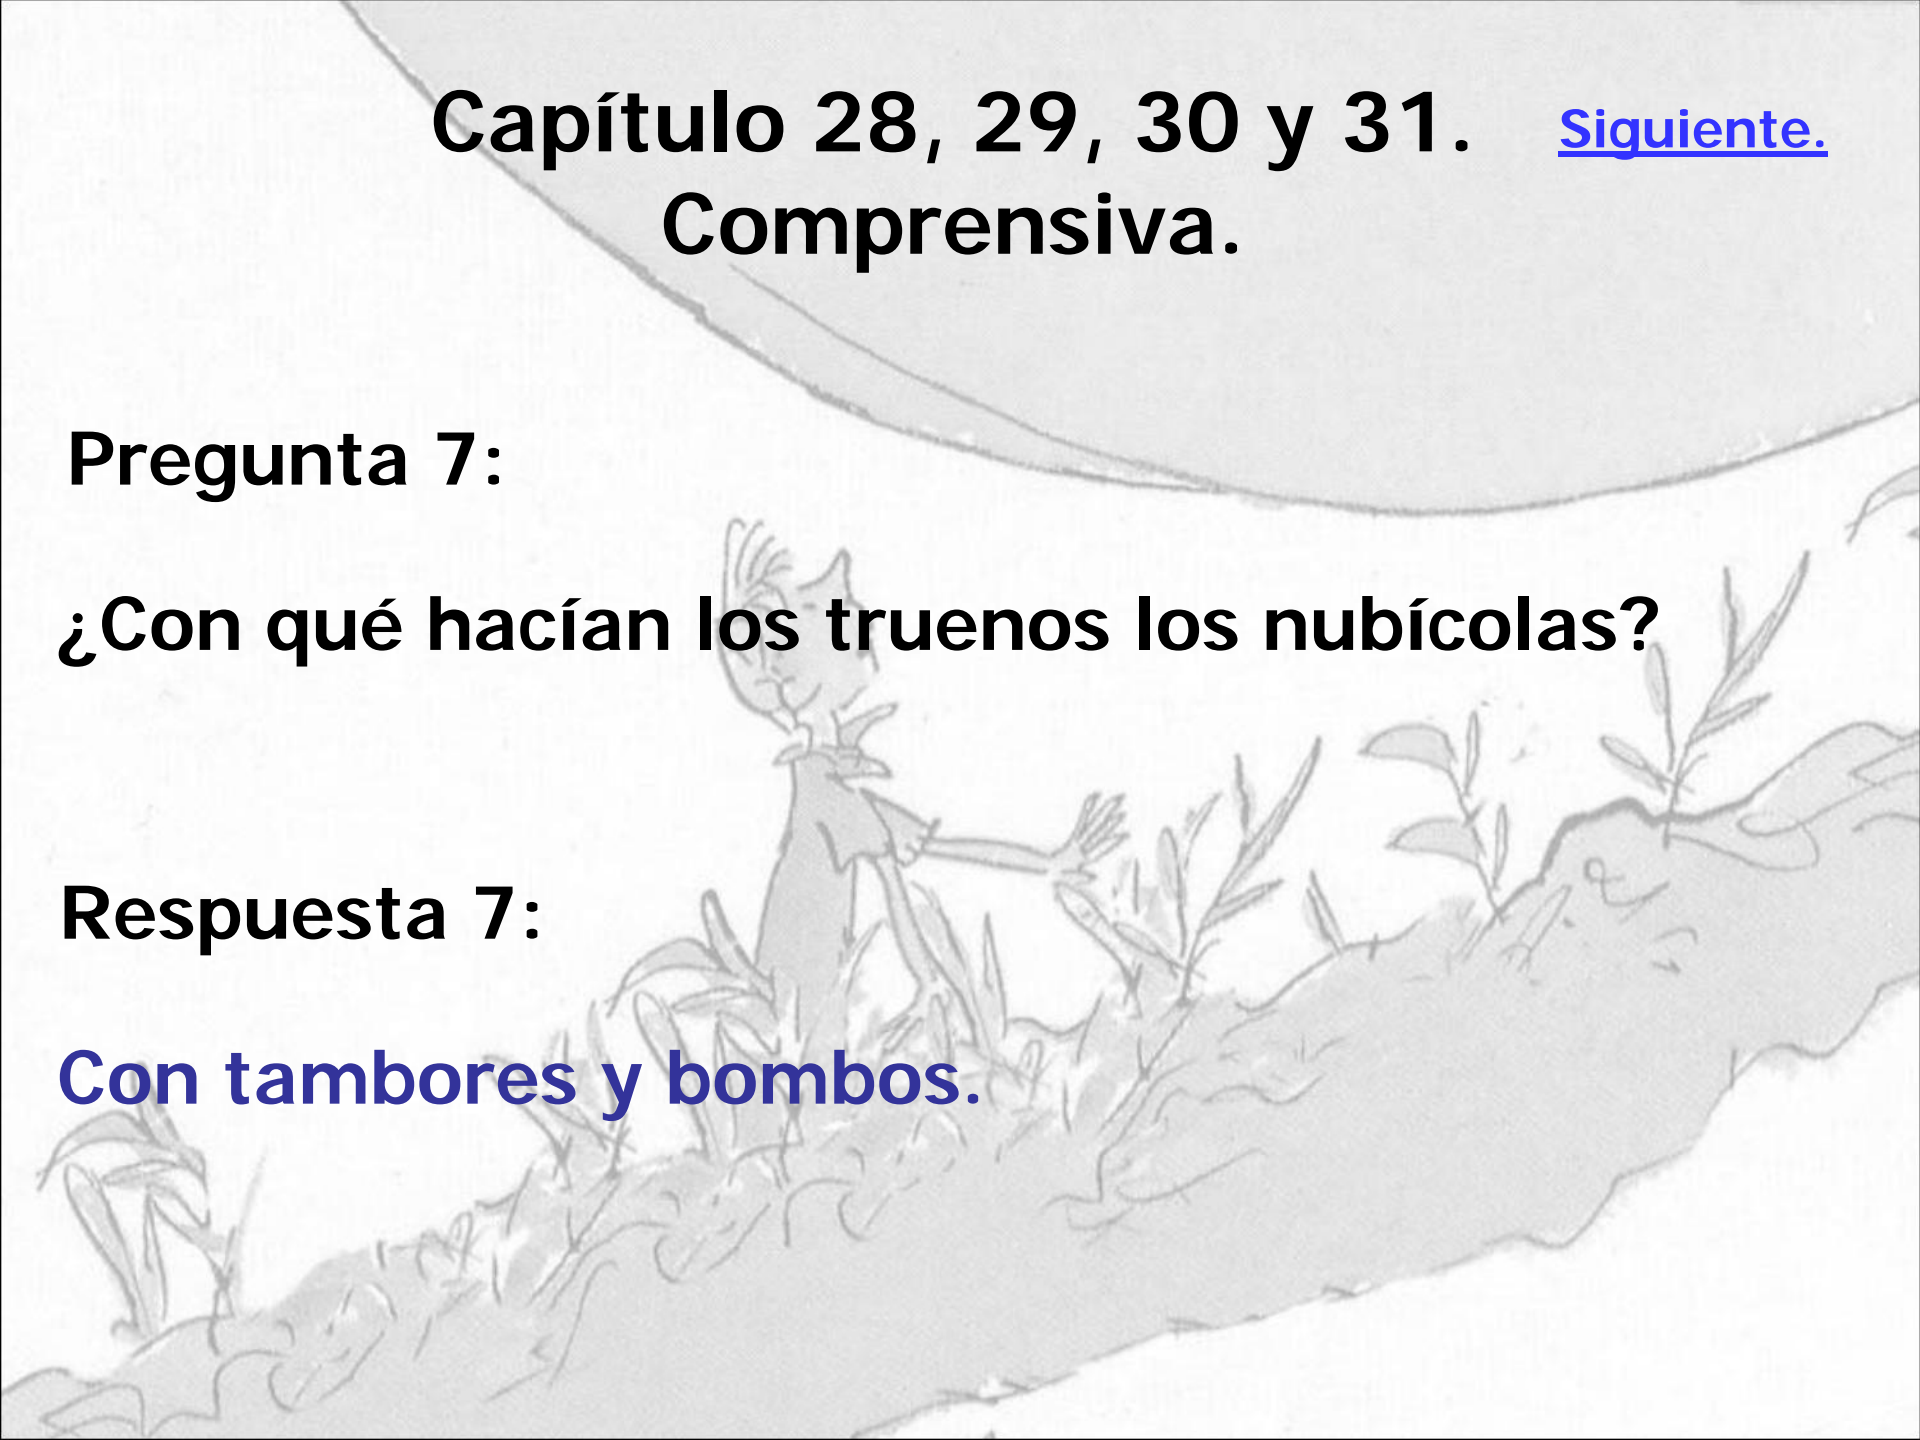 Capítulo 28, 29, 30 y 31. Siguiente.
Comprensiva.
Pregunta 7:
¿Con qué hacían los truenos los nubícolas?
Respuesta 7:
Con tambores y bombos.